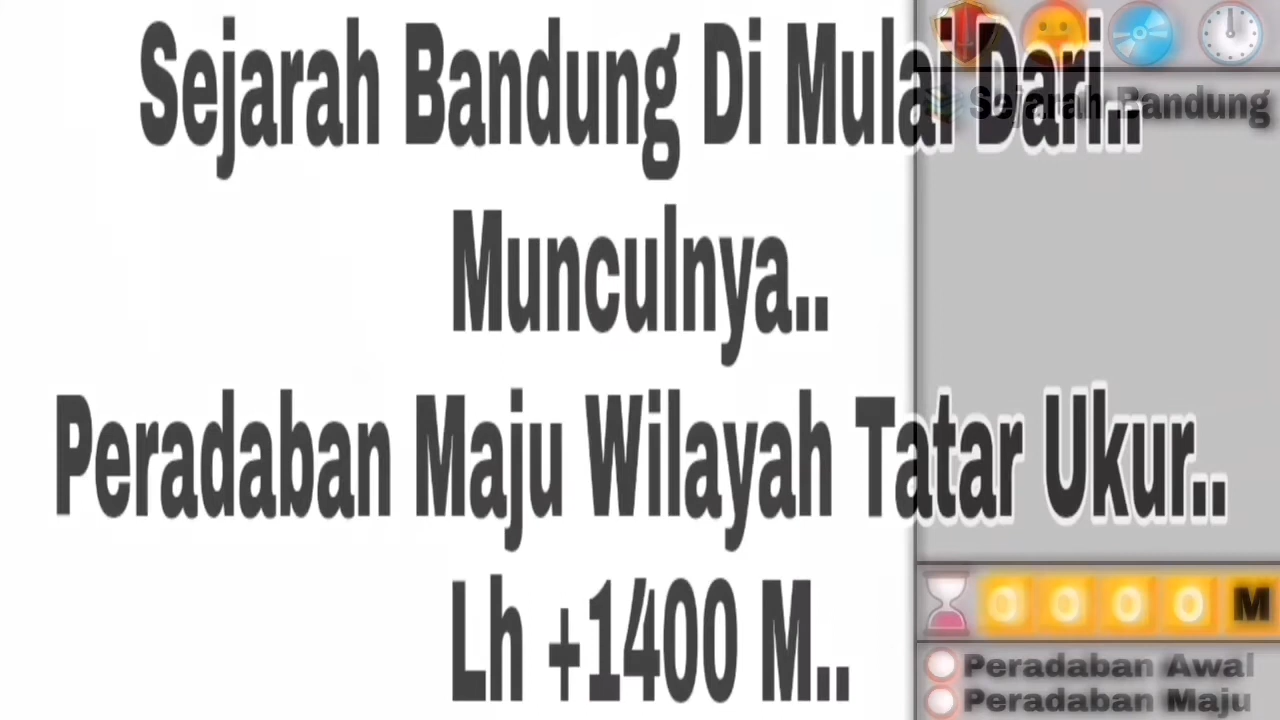 Sejarah Bandung Di Mulai Dari..
Sejarah Bandung
Munculnya..
Peradaban Maju Wilayah Tatar Ukur..
Lh +1400 M..
0 0 0 0 M
Peradaban Awal
Peradaban Maju